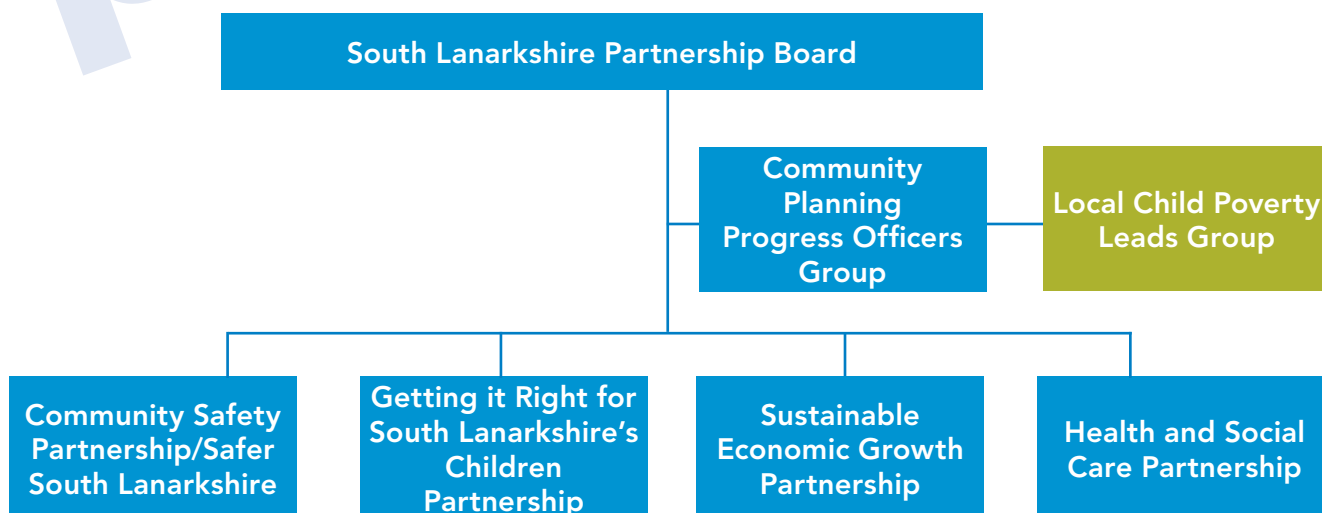 South Lanarkshire Partnership Board
Community
Planning
Progress Officers
Group
Local Child Poverty
Leads Group
Community Safety
Partnership/Safer
South Lanarkshire
Getting it Right for
South Lanarkshire's
Children
Partnership
Sustainable
Economic Growth
Partnership
Health and Social
Care Partnership